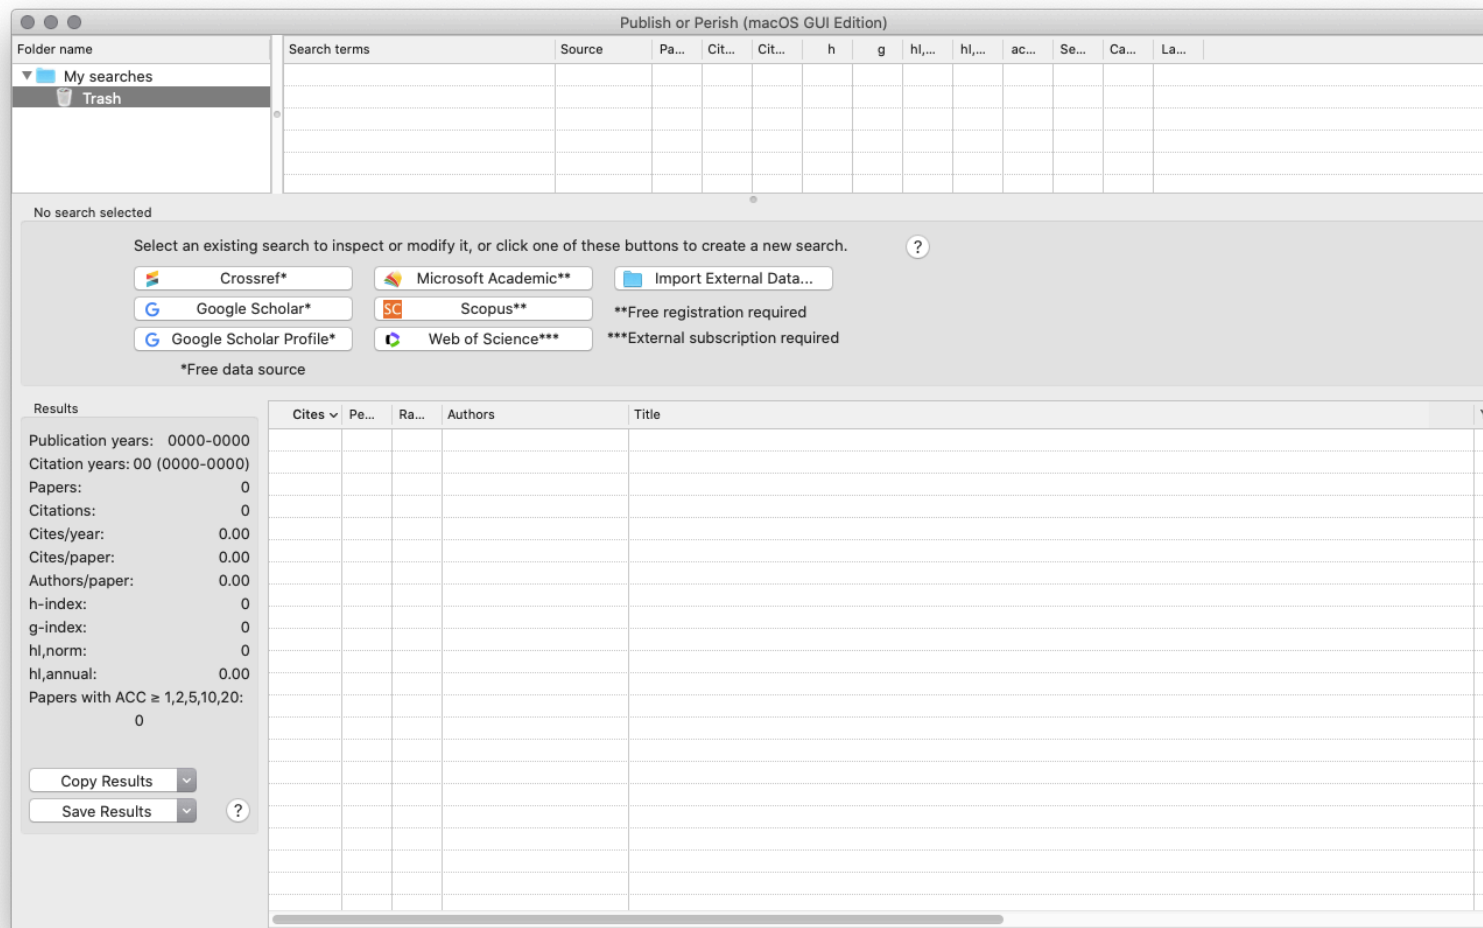 Publish or Perish (macOS GUI Edition)
Folder name
My searches
Trash
Search terms Source Pa... Cit... Cit... h g hI,... hI,... ac... Se... Ca... La...
No search selected
Select an existing search to inspect or modify it, or click one of these buttons to create a new search. ?
Crossref* Microsoft Academic** Import External Data...
Google Scholar* SC Scopus** **Free registration required
Google Scholar Profile* Web of Science*** ***External subscription required
*Free data source
Results
Publication years: 0000-0000
Citation years: 00 (0000-0000)
Papers: 0
Citations: 0
Cites/year: 0.00
Cites/paper: 0.00
Authors/paper: 0.00
h-index: 0
g-index: 0
hI,norm: 0
hI,annual: 0.00
Papers with ACC ≥ 1,2,5,10,20:
0
Copy Results
Save Results ?
Cites Pe... Ra... Authors Title